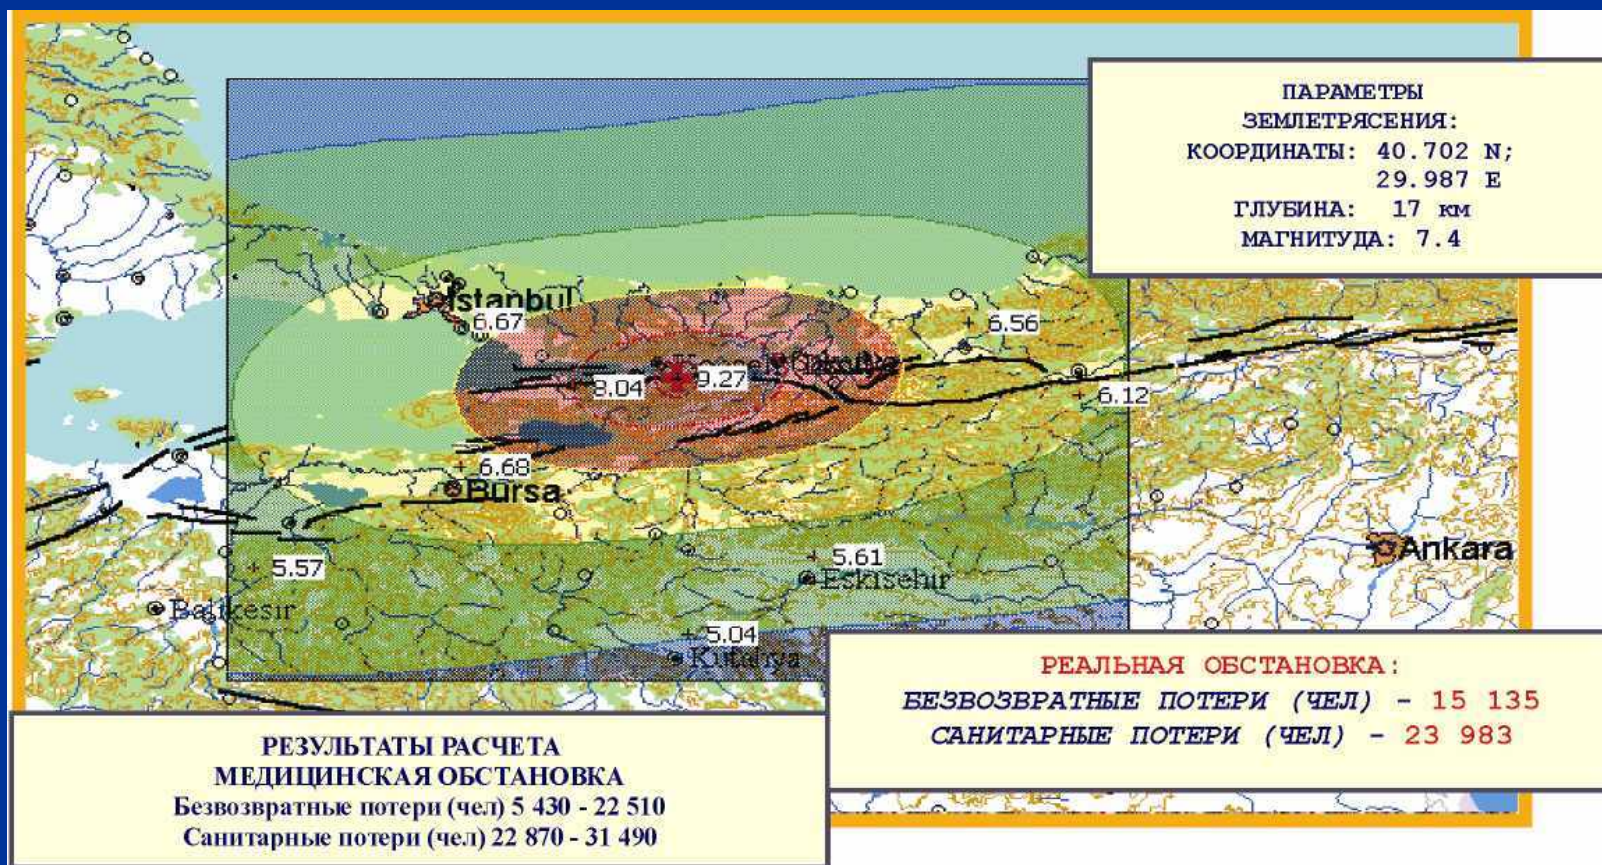 ПАРАМЕТРЫ
ЗЕМЛЕТРЯСЕНИЯ:
КООРДИНАТЫ: 40.702 N;
29.987 E
ГЛУБИНА: 17 км
МАГНИТУДА: 7.4
Istanbul
6.67
6.56
8.04
9.27
6.12
6.68
Bursa
5.57
5.61
Eskisehir
Ankara
Balikesir
5.04
Kutahya
РЕАЛЬНАЯ ОБСТАНОВКА:
БЕЗВОЗВРАТНЫЕ ПОТЕРИ (ЧЕЛ) - 15 135
САНИТАРНЫЕ ПОТЕРИ (ЧЕЛ) - 23 983
РЕЗУЛЬТАТЫ РАСЧЕТА
МЕДИЦИНСКАЯ ОБСТАНОВКА
Безвозвратные потери (чел) 5 430 - 22 510
Санитарные потери (чел) 22 870 - 31 490